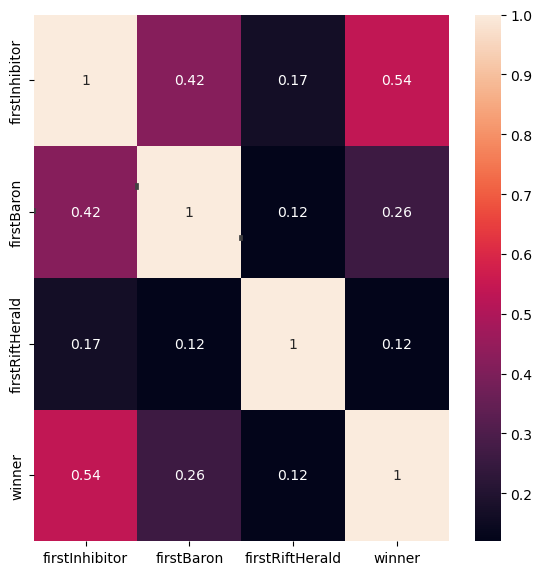 firstInhibitor 1 0.42 0.17 0.54
firstBaron 0.42 1 0.12 0.26
firstRiftHerald 0.17 0.12 1 0.12
winner 0.54 0.26 0.12 1
firstInhibitor firstBaron firstRiftHerald winner
1.0
0.9
0.8
0.7
0.6
0.5
0.4
0.3
0.2